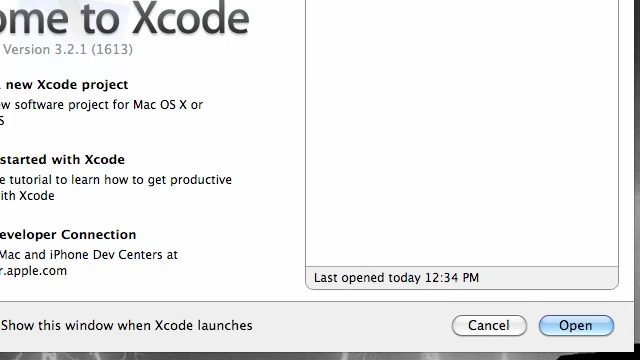 ome to Xcode
Version 3.2.1 (1613)
new Xcode project
ew software project for Mac OS X or
S
started with Xcode
e tutorial to learn how to get productive
ith Xcode
eveloper Connection
Mac and iPhone Dev Centers at
r.apple.com
Last opened today 12:34 PM
Show this window when Xcode launches
Cancel
Open